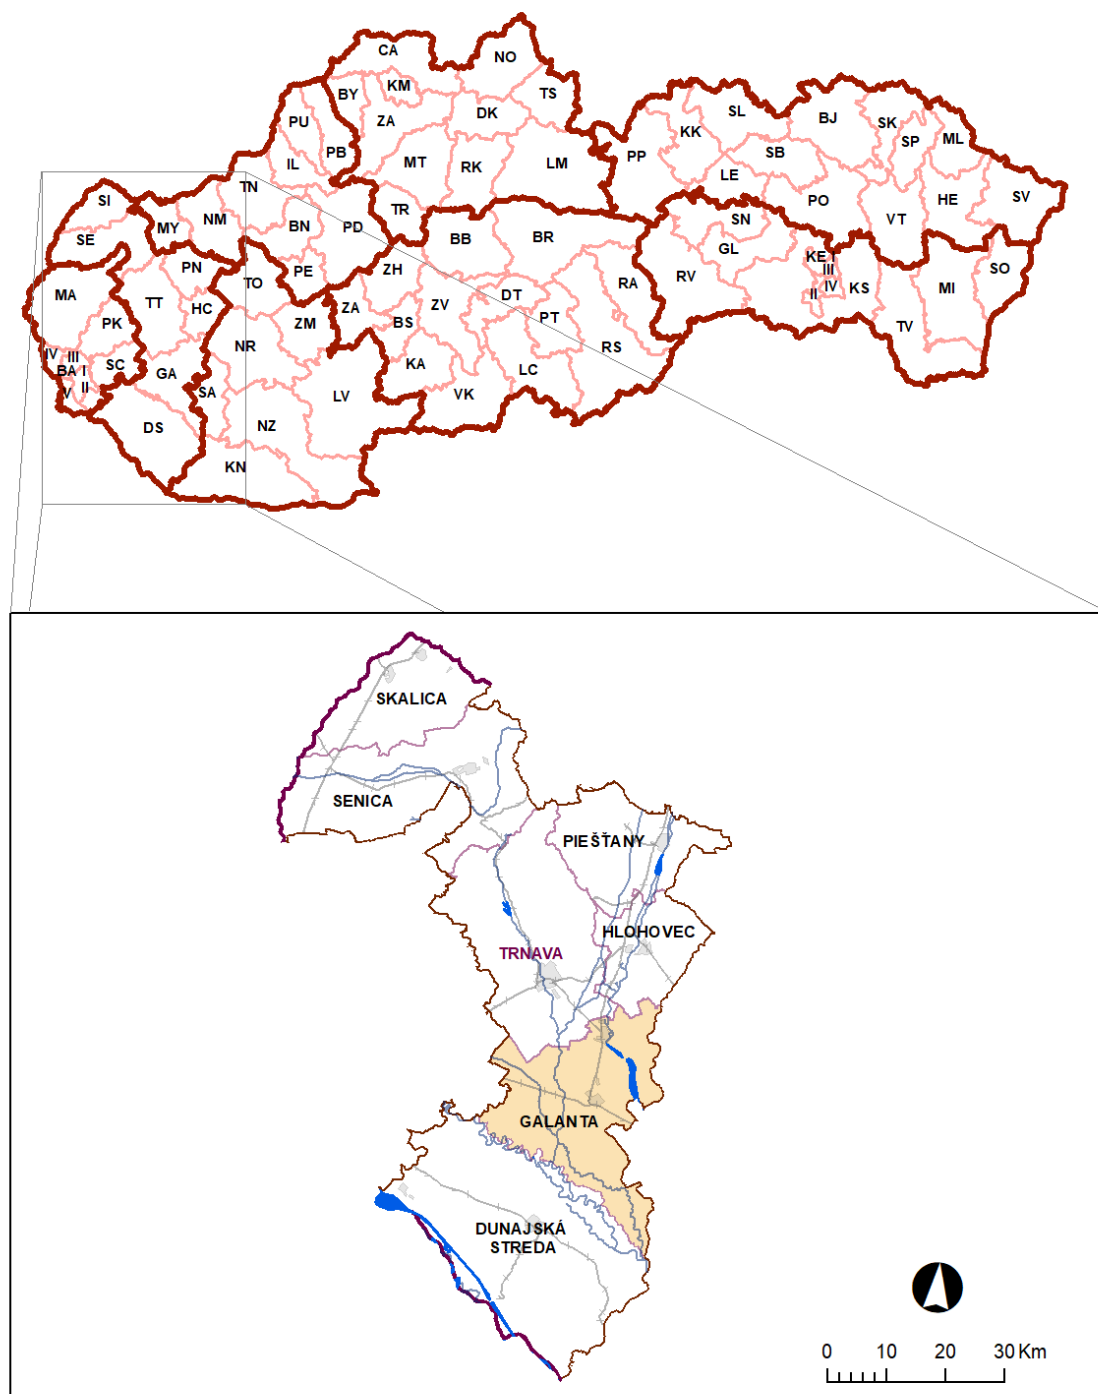 CA
NO
BY
KM
TS
PU
ZA
DK
SL
BJ
SK
KK
SP
ML
PB
MT
RK
LM
PP
SB
IL
LE
TN
SI
TR
PO
HE
SV
MY
NM
BN
PD
SN
VT
SE
BB
BR
GL
KE
I
PN
ZH
RV
III
SO
TO
PE
RA
IV
KS
MI
MA
TT
HC
ZA
ZV
DT
II
PK
ZM
BS
PT
TV
IV
III
NR
RS
BA
I
SC
GA
KA
LC
V
II
SA
LV
VK
DS
NZ
KN
SKALICA
SENICA
PIEŠŤANY
HLOHOVEC
TRNAVA
GALANTA
DUNAJSKÁ
STREDA
0 10 20 30 Km